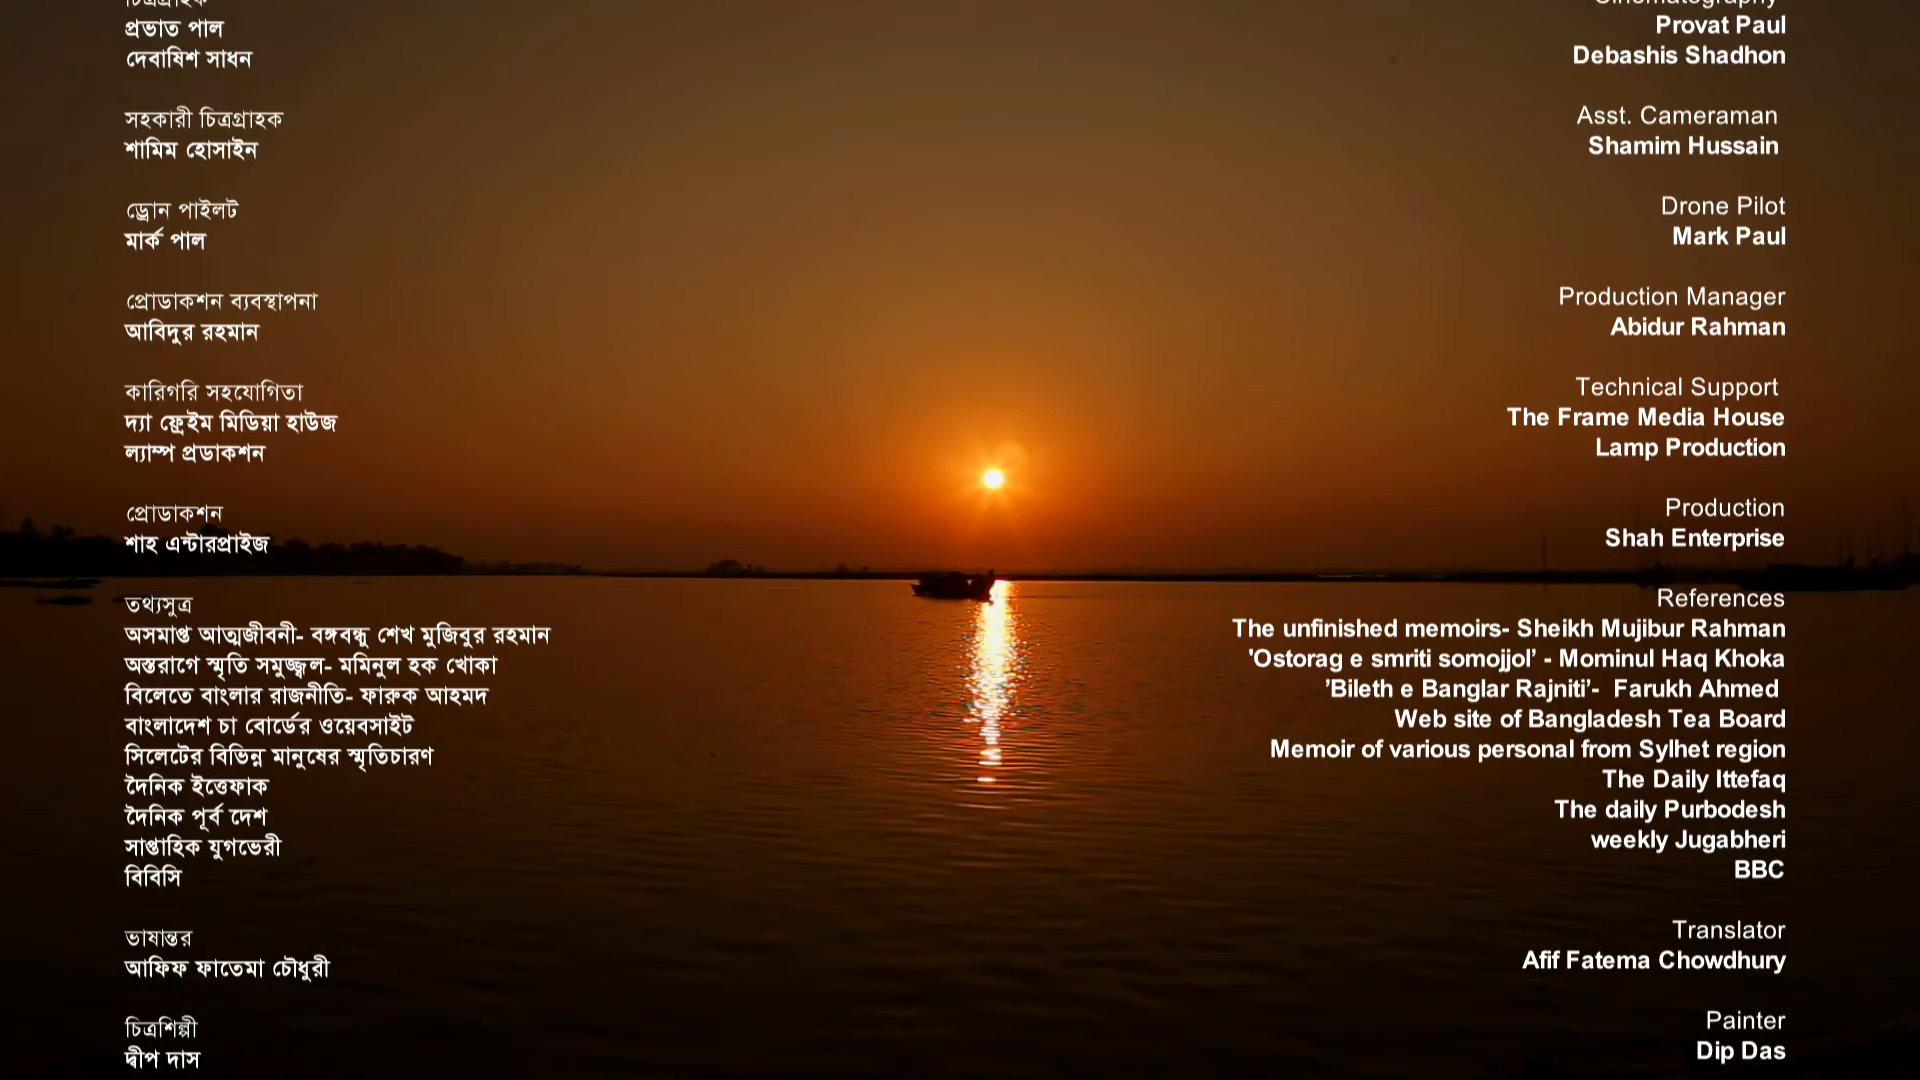 চিত্রগ্রাহক
প্রভাত পাল
দেবাষিশ সাধন
সহকারী চিত্রগ্রাহক
শামিম হোসাইন
ড্রোন পাইলট
মার্ক পাল
প্রোডাকশন ব্যবস্থাপনা
আবিদুর রহমান
কারিগরি সহযোগিতা
দ্যা ফ্রেইম মিডিয়া হাউজ
ল্যাম্প প্রডাকশন
প্রোডাকশন
শাহ এন্টারপ্রাইজ
তথ্যসুত্র
অসমাপ্ত আত্মজীবনী- বঙ্গবন্ধু শেখ মুজিবুর রহমান
অস্তরাগে স্মৃতি সমুজ্জ্বল- মমিনুল হক খোকা
বিলেতে বাংলার রাজনীতি- ফারুক আহমদ
বাংলাদেশ চা বোর্ডের ওয়েবসাইট
সিলেটের বিভিন্ন মানুষের স্মৃতিচারণ
দৈনিক ইত্তেফাক
দৈনিক পূর্ব দেশ
সাপ্তাহিক যুগভেরী
বিবিসি
ভাষান্তর
আফিফ ফাতেমা চৌধুরী
চিত্রশিল্পী
দ্বীপ দাস
Cinematography
Provat Paul
Debashis Shadhon
Asst. Cameraman
Shamim Hussain
Drone Pilot
Mark Paul
Production Manager
Abidur Rahman
Technical Support
The Frame Media House
Lamp Production
Production
Shah Enterprise
References
The unfinished memoirs- Sheikh Mujibur Rahman
'Ostorag e smriti somojjol’ - Mominul Haq Khoka
’Bileth e Banglar Rajniti’- Farukh Ahmed
Web site of Bangladesh Tea Board
Memoir of various personal from Sylhet region
The Daily Ittefaq
The daily Purbodesh
weekly Jugabheri
BBC
Translator
Afif Fatema Chowdhury
Painter
Dip Das